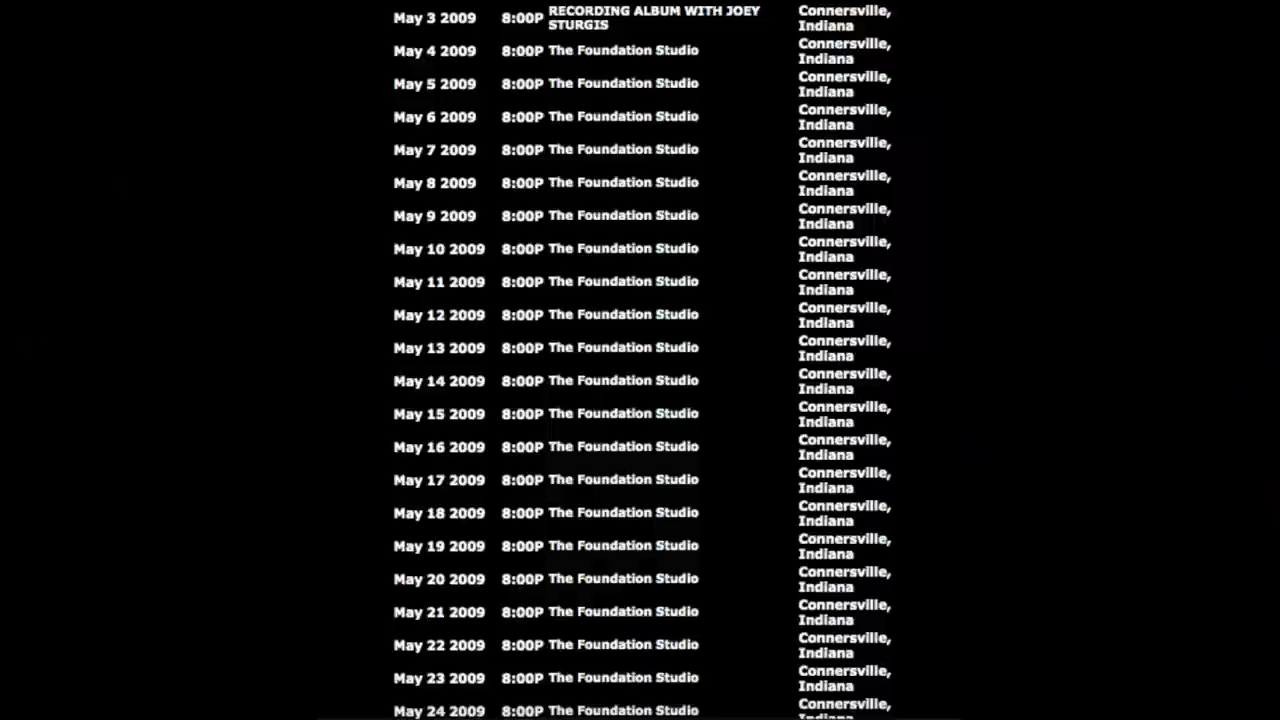 May 3 2009 8:00P RECORDING ALBUM WITH JOEY STURGIS Connersville, Indiana
May 4 2009 8:00P The Foundation Studio Connersville, Indiana
May 5 2009 8:00P The Foundation Studio Connersville, Indiana
May 6 2009 8:00P The Foundation Studio Connersville, Indiana
May 7 2009 8:00P The Foundation Studio Connersville, Indiana
May 8 2009 8:00P The Foundation Studio Connersville, Indiana
May 9 2009 8:00P The Foundation Studio Connersville, Indiana
May 10 2009 8:00P The Foundation Studio Connersville, Indiana
May 11 2009 8:00P The Foundation Studio Connersville, Indiana
May 12 2009 8:00P The Foundation Studio Connersville, Indiana
May 13 2009 8:00P The Foundation Studio Connersville, Indiana
May 14 2009 8:00P The Foundation Studio Connersville, Indiana
May 15 2009 8:00P The Foundation Studio Connersville, Indiana
May 16 2009 8:00P The Foundation Studio Connersville, Indiana
May 17 2009 8:00P The Foundation Studio Connersville, Indiana
May 18 2009 8:00P The Foundation Studio Connersville, Indiana
May 19 2009 8:00P The Foundation Studio Connersville, Indiana
May 20 2009 8:00P The Foundation Studio Connersville, Indiana
May 21 2009 8:00P The Foundation Studio Connersville, Indiana
May 22 2009 8:00P The Foundation Studio Connersville, Indiana
May 23 2009 8:00P The Foundation Studio Connersville, Indiana
May 24 2009 8:00P The Foundation Studio Connersville,